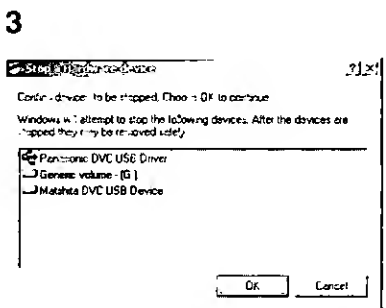 3
Stop a Hardware device
Confirm devices to be stopped, Choose OK to continue
Windows will attempt to stop the following devices. After the devices are
stopped they may be removed safely.
Panasonic DVC USB Driver
Generic volume - (G:)
Matshita DVC USB Device
OK Cancel